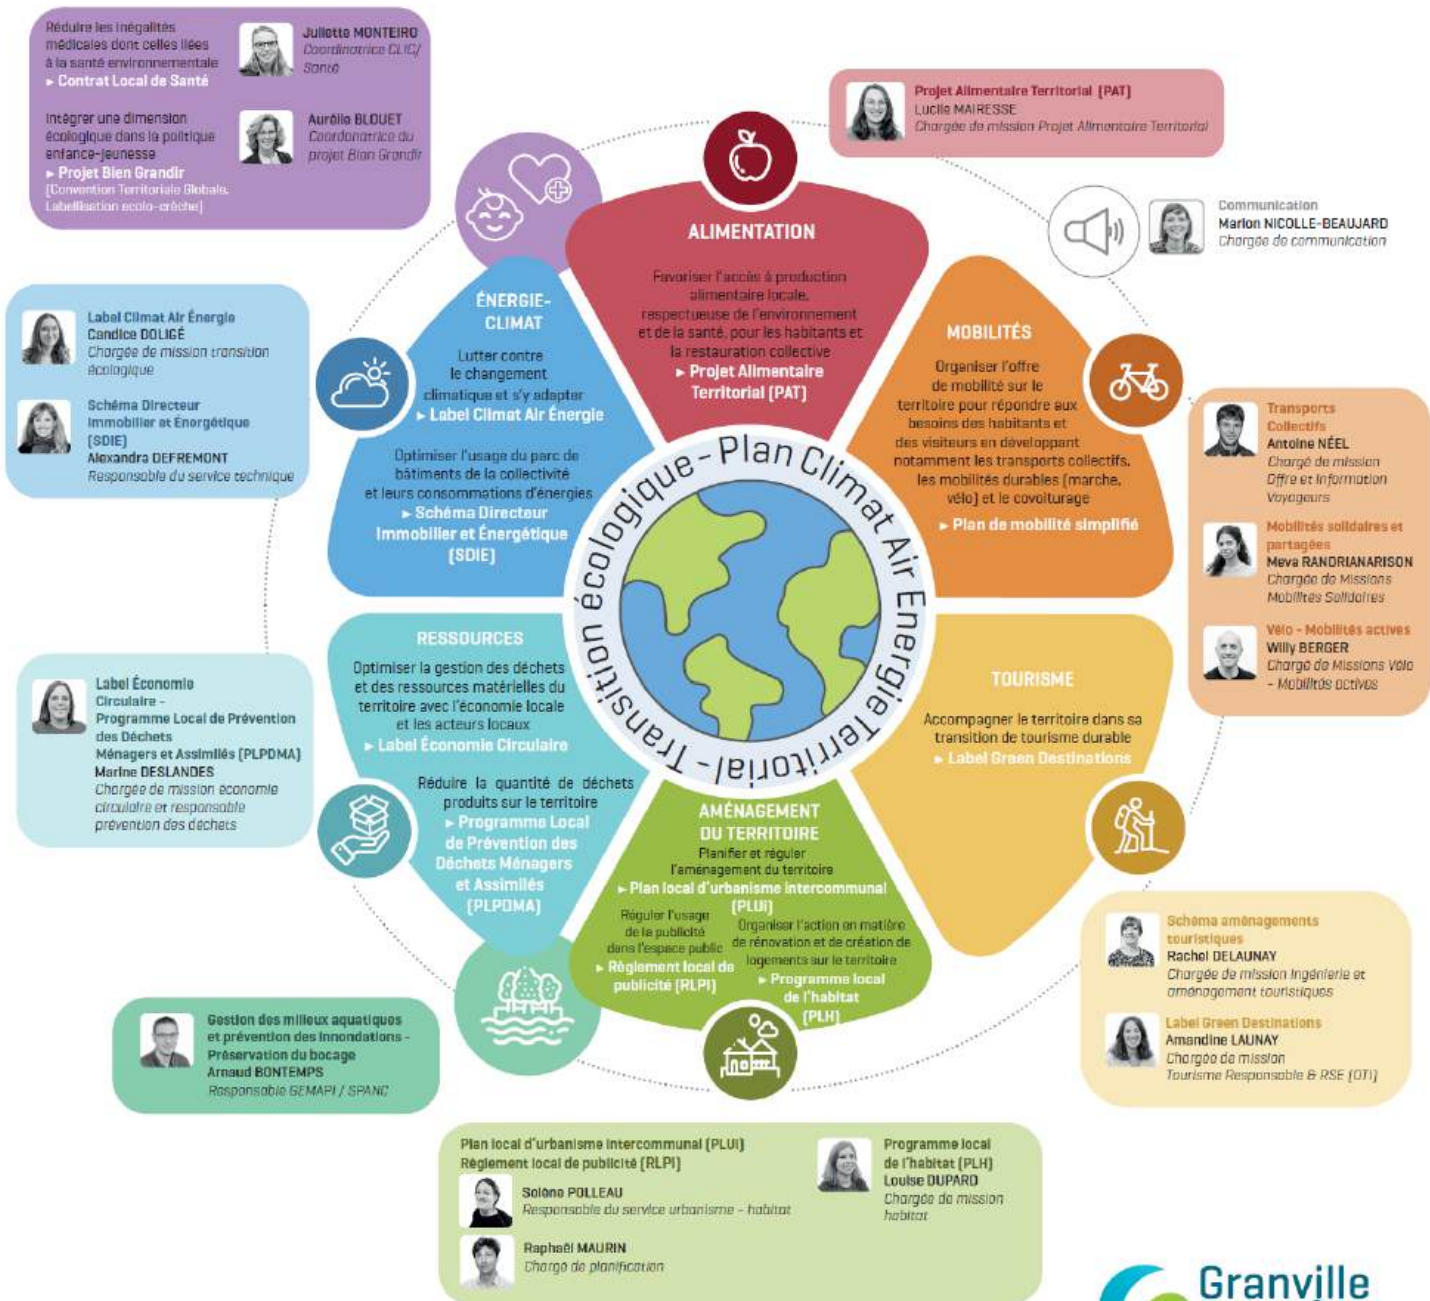 Réduire les inégalités
médicales dont celles liées
à la santé environnementale
▸ Contrat Local de Santé
Juliette MONTEIRO
Coordinatrice CLIC/
Santé
Intégrer une dimension
écologique dans la politique
enfance-jeunesse
▸ Projet Bien Grandir
(Convention Territoriale Globale,
Labellisation ecolo-crèche)
Aurélie BLOUET
Coordonatrice du
projet Bien Grandir
Projet Alimentaire Territorial (PAT)
Lucile MAIRESSE
Chargée de mission Projet Alimentaire Territorial
Communication
Marion NICOLLE-BEAUJARD
Chargée de communication
ALIMENTATION
Favoriser l'accès à production
alimentaire locale,
respectueuse de l'environnement
et de la santé, pour les habitants et
la restauration collective
▸ Projet Alimentaire
Territorial (PAT)
ÉNERGIE-
CLIMAT
Lutter contre
le changement
climatique et s'y adapter
▸ Label Climat Air Énergie
Optimiser l'usage du parc de
bâtiments de la collectivité
et leurs consommations d'énergies
▸ Schéma Directeur
Immobilier et Énergétique
(SDIE)
Label Climat Air Énergie
Candice DOLIGÉ
Chargée de mission transition
écologique
Schéma Directeur
Immobilier et Énergétique
(SDIE)
Alexandra DEFREMONT
Responsable du service technique
MOBILITÉS
Organiser l'offre
de mobilité sur le
territoire pour répondre aux
besoins des habitants et
des visiteurs en développant
notamment les transports collectifs,
les mobilités durables (marche,
vélo) et le covoiturage
▸ Plan de mobilité simplifié
Transports
Collectifs
Antoine NÉEL
Chargé de mission
Offre et Information
Voyageurs
Mobilités solidaires et
partagées
Meva RANDRIANARISON
Chargée de Missions
Mobilités Solidaires
Vélo - Mobilités actives
Willy BERGER
Chargé de Missions Vélo
- Mobilités actives
Transition écologique - Plan Climat Air Energie Territorial -
RESSOURCES
Optimiser la gestion des déchets
et des ressources matérielles du
territoire avec l'économie locale
et les acteurs locaux
▸ Label Économie Circulaire
Réduire la quantité de déchets
produits sur le territoire
▸ Programme Local
de Prévention des
Déchets Ménagers
et Assimilés
(PLPDMA)
Label Économie
Circulaire -
Programme Local de Prévention
des Déchets
Ménagers et Assimilés (PLPDMA)
Marine DESLANDES
Chargée de mission économie
circulaire et responsable
prévention des déchets
TOURISME
Accompagner le territoire dans sa
transition de tourisme durable
▸ Label Green Destinations
AMÉNAGEMENT
DU TERRITOIRE
Planifier et réguler
l'aménagement du territoire
▸ Plan local d'urbanisme intercommunal
(PLUi)
Réguler l'usage
de la publicité
dans l'espace public
▸ Règlement local de
publicité (RLPI)
Organiser l'action en matière
de rénovation et de création de
logements sur le territoire
▸ Programme local
de l'habitat
(PLH)
Schéma aménagements
touristiques
Rachel DELAUNAY
Chargée de mission Ingénierie et
aménagement touristiques
Label Green Destinations
Amandine LAUNAY
Chargée de mission
Tourisme Responsable & RSE (OTI)
Gestion des milieux aquatiques
et prévention des innondations -
Préservation du bocage
Arnaud BONTEMPS
Responsable GEMAPI / SPANC
Plan local d'urbanisme intercommunal (PLUi)
Règlement local de publicité (RLPI)
Solène POLLEAU
Responsable du service urbanisme - habitat
Raphaël MAURIN
Chargé de planification
Programme local
de l'habitat (PLH)
Louise DUPARD
Chargée de mission
habitat
Granville